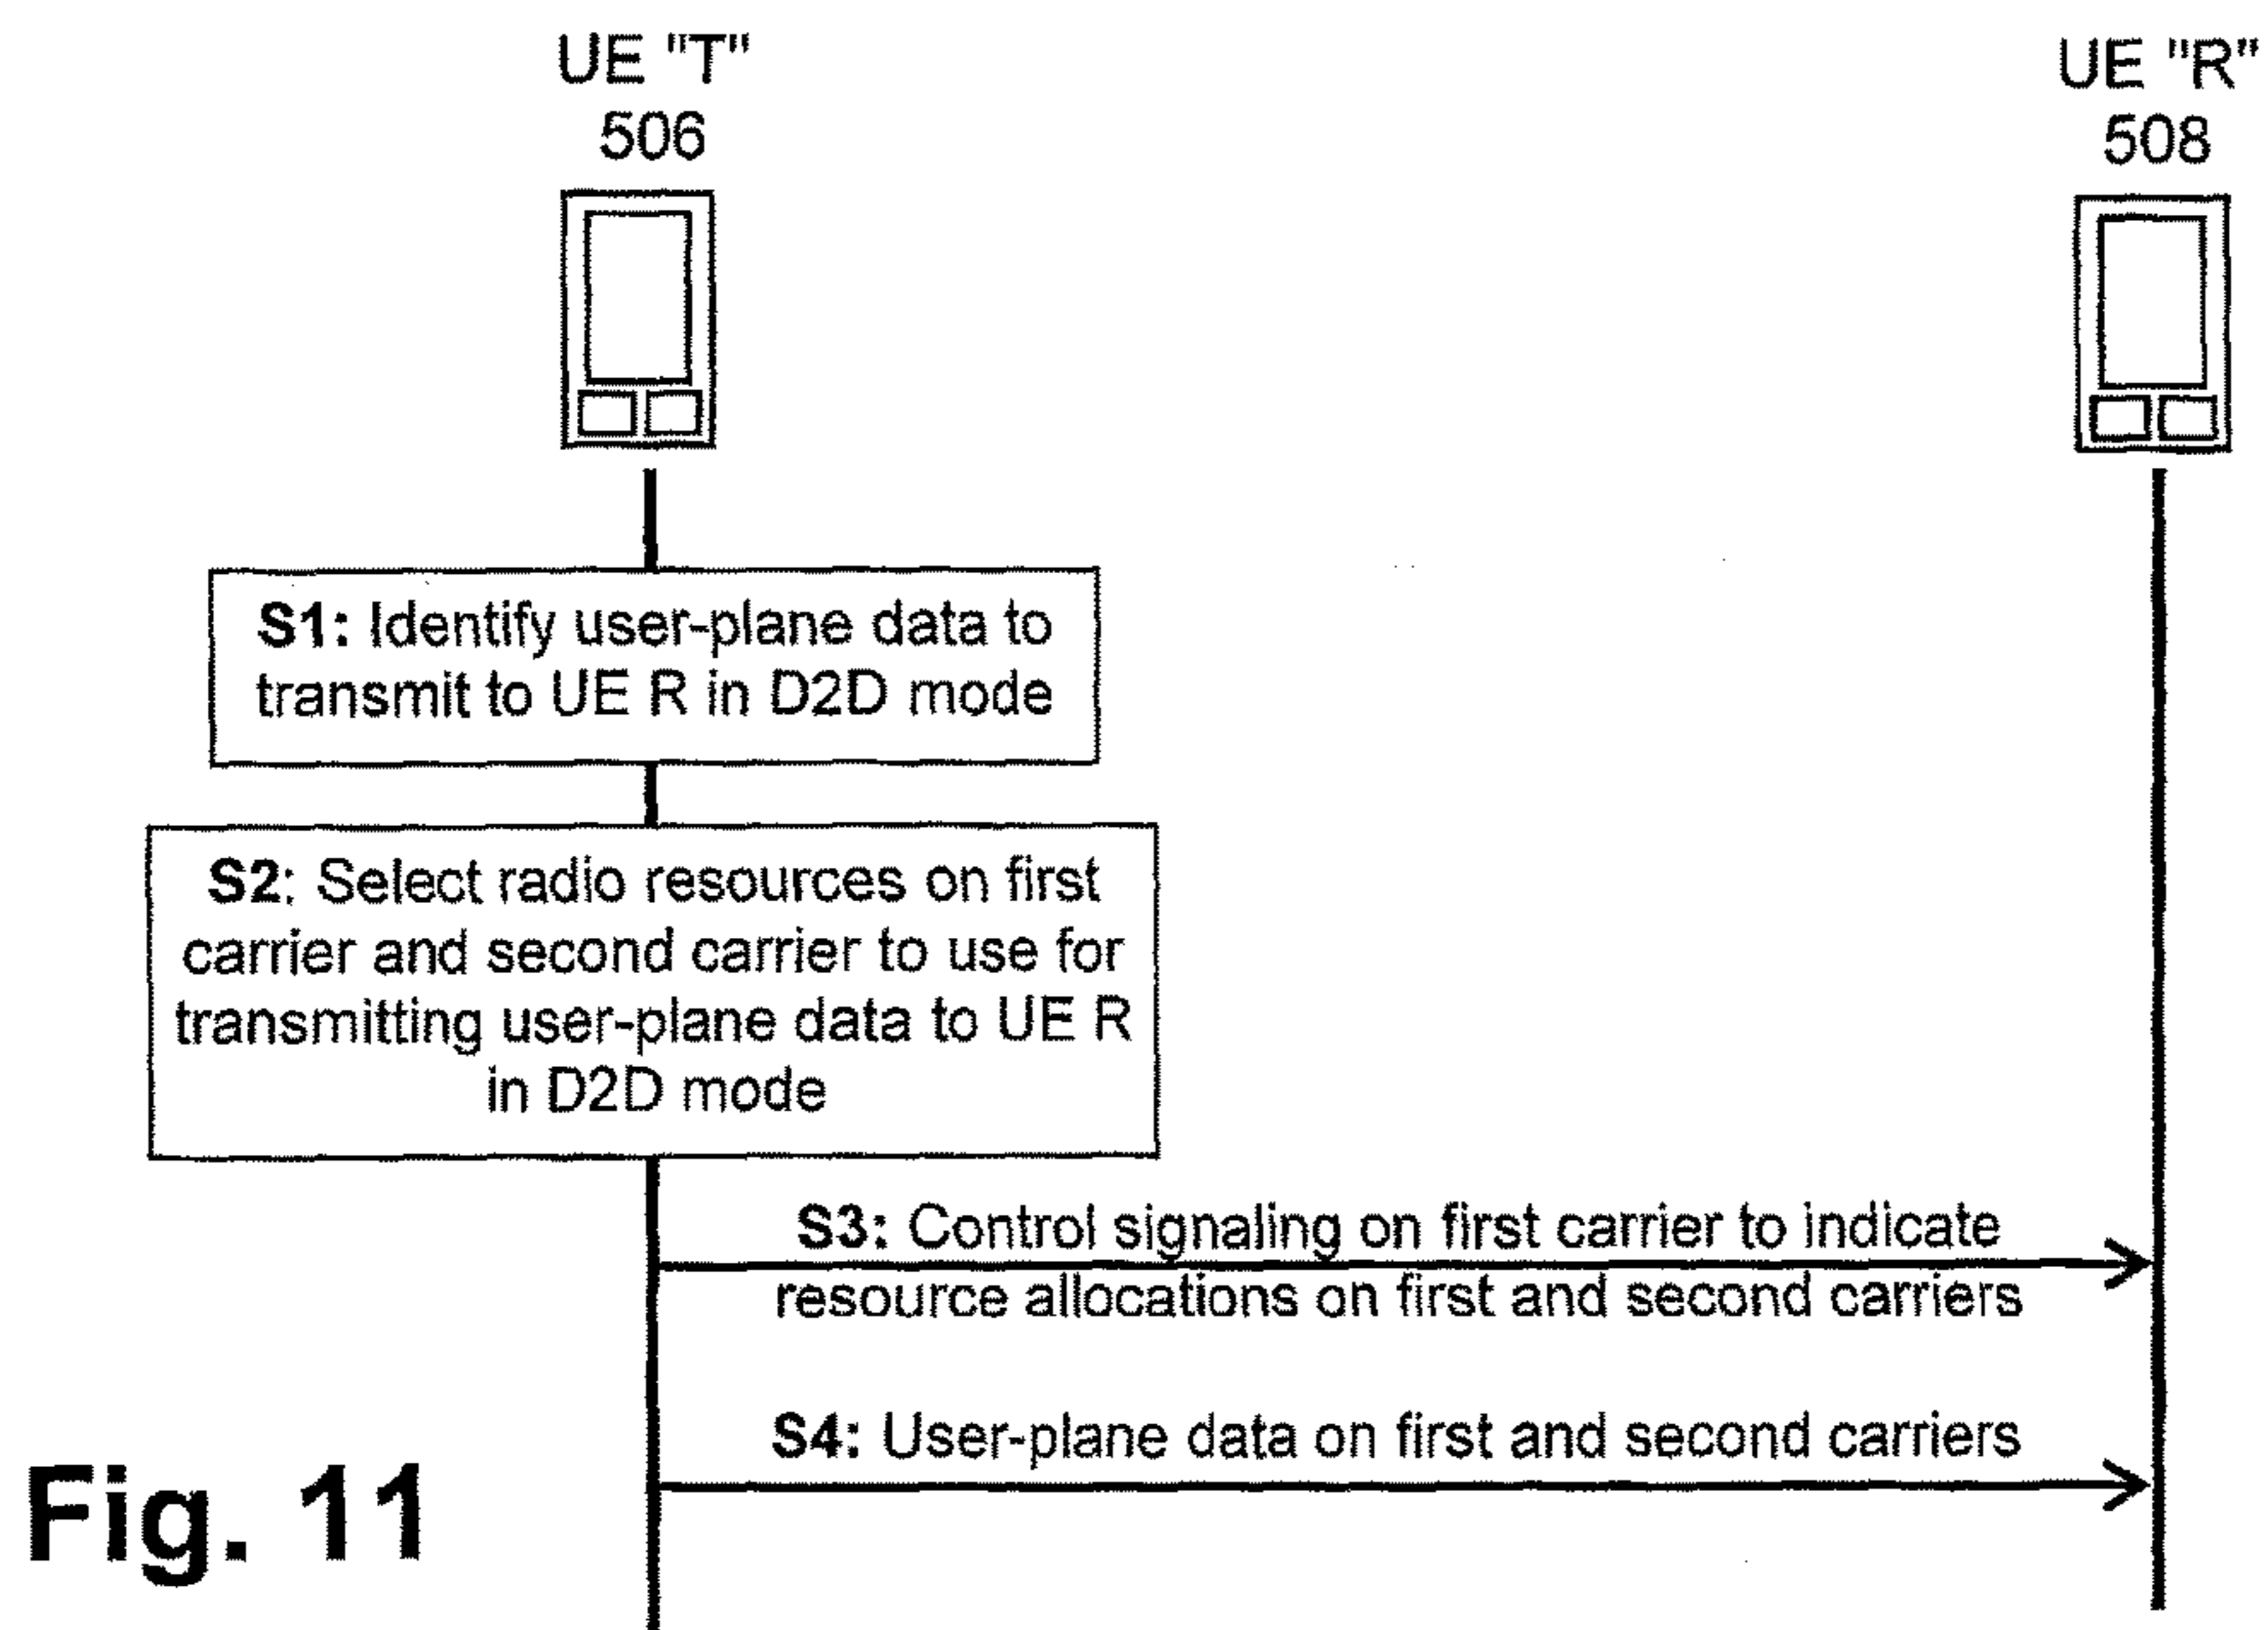 UE "T"
506
UE "R"
508
S1: Identify user-plane data to
transmit to UE R in D2D mode
S2: Select radio resources on first
carrier and second carrier to use for
transmitting user-plane data to UE R
in D2D mode
S3: Control signaling on first carrier to indicate
resource allocations on first and second carriers
S4: User-plane data on first and second carriers
Fig. 11